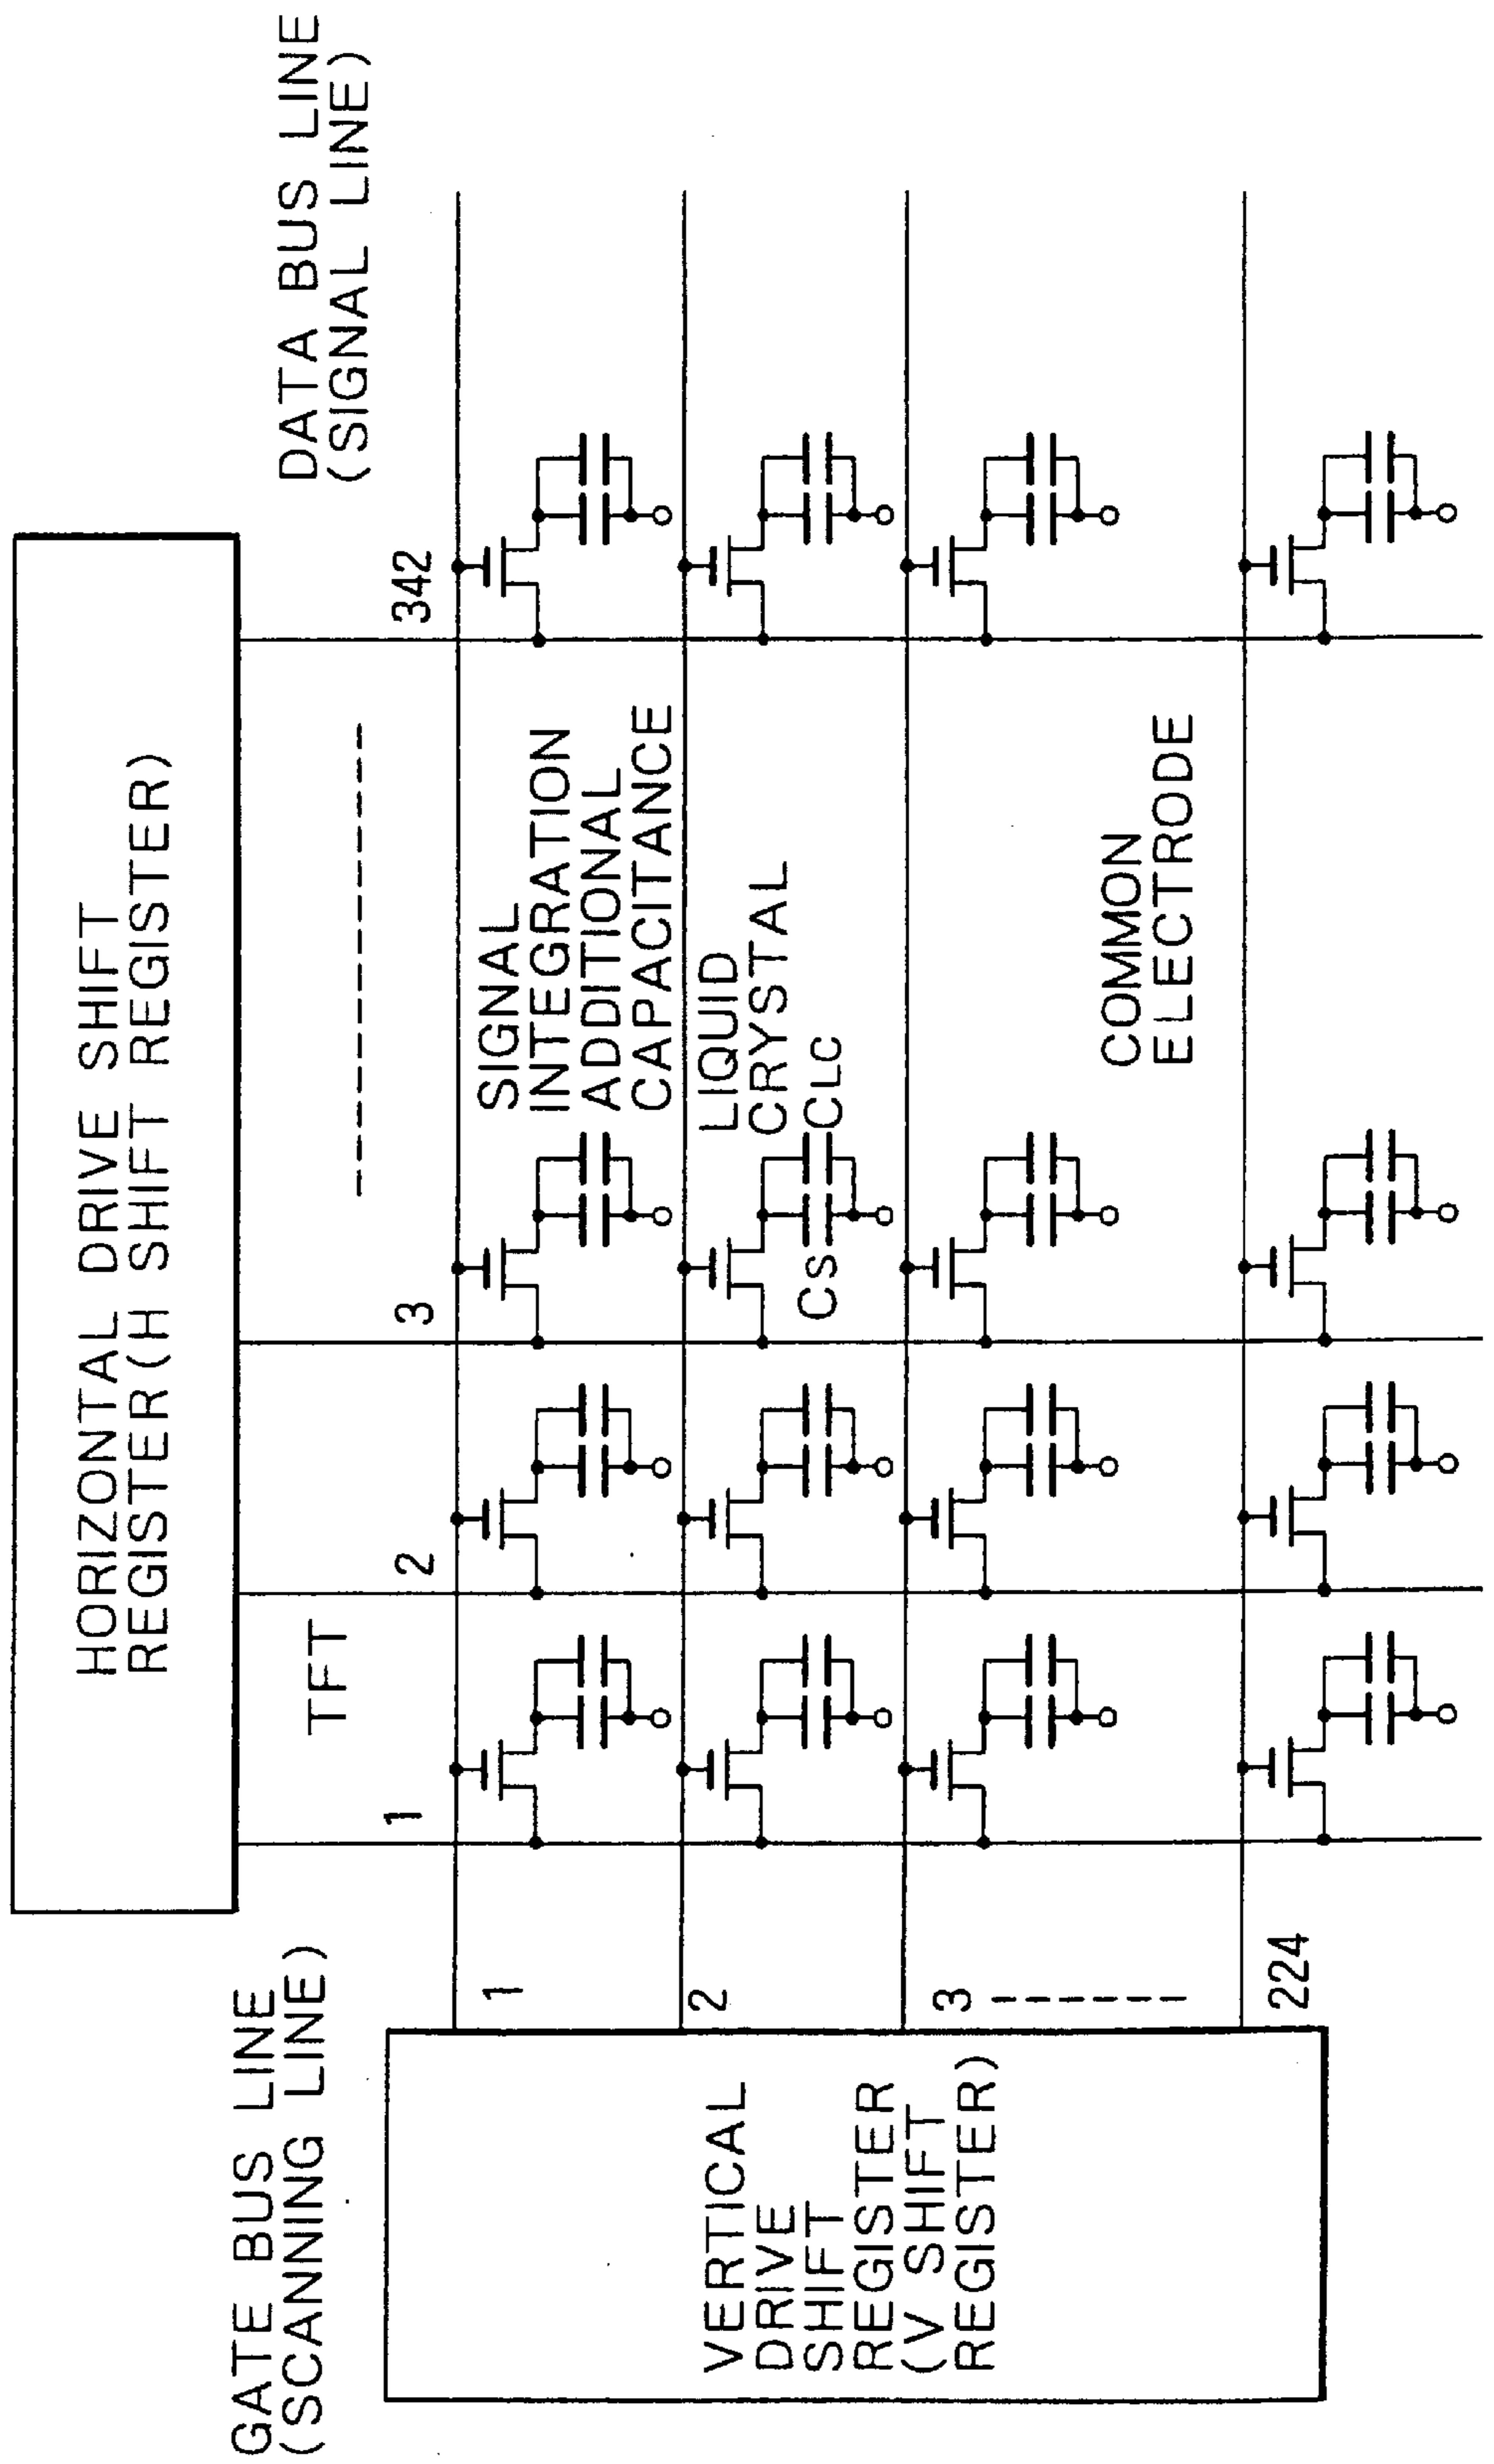 HORIZONTAL DRIVE SHIFT
REGISTER(H SHIFT REGISTER)
GATE BUS LINE
(SCANNING LINE)
DATA BUS LINE
(SIGNAL LINE)
TFT
1
2
3
342
SIGNAL
INTEGRATION
ADDITIONAL
CAPACITANCE
LIQUID
CRYSTAL
CS
CLC
COMMON
ELECTRODE
1
2
3
224
VERTICAL
DRIVE
SHIFT
REGISTER
(V SHIFT
REGISTER)